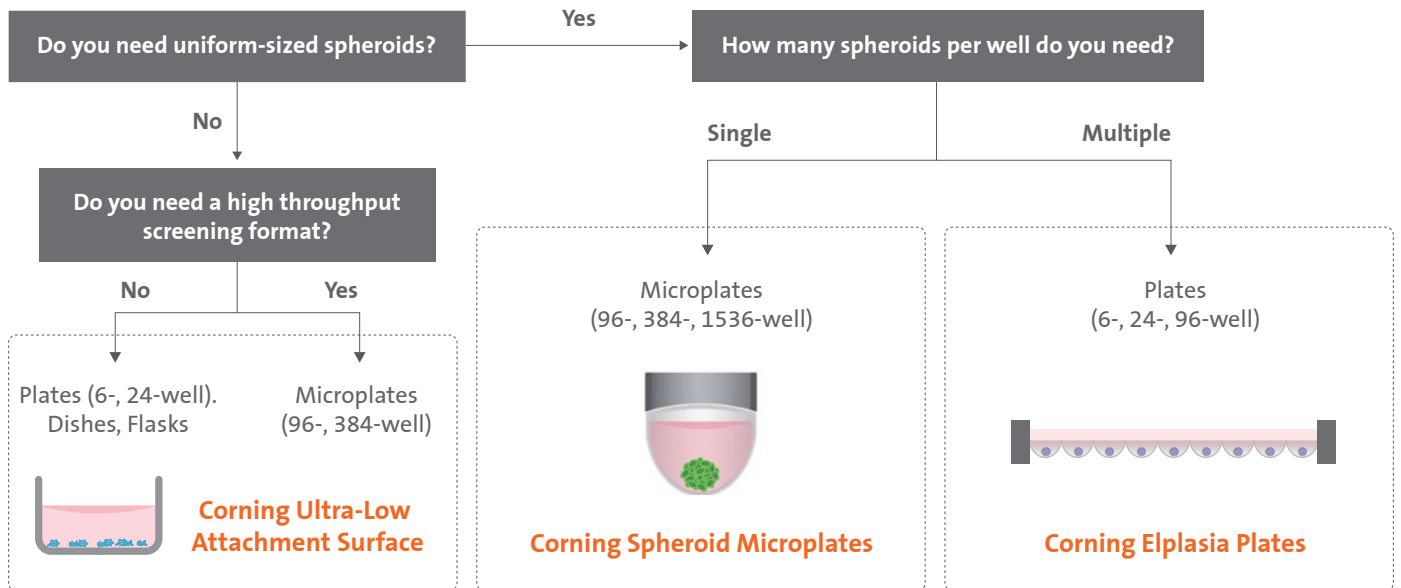 Do you need uniform-sized spheroids?
Yes
How many spheroids per well do you need?
No
Single
Multiple
Do you need a high throughput
screening format?
No
Yes
Plates (6-, 24-well).
Dishes, Flasks
Microplates
(96-, 384-well)
Corning Ultra-Low
Attachment Surface
Microplates
(96-, 384-, 1536-well)
Corning Spheroid Microplates
Plates
(6-, 24-, 96-well)
Corning Elplasia Plates